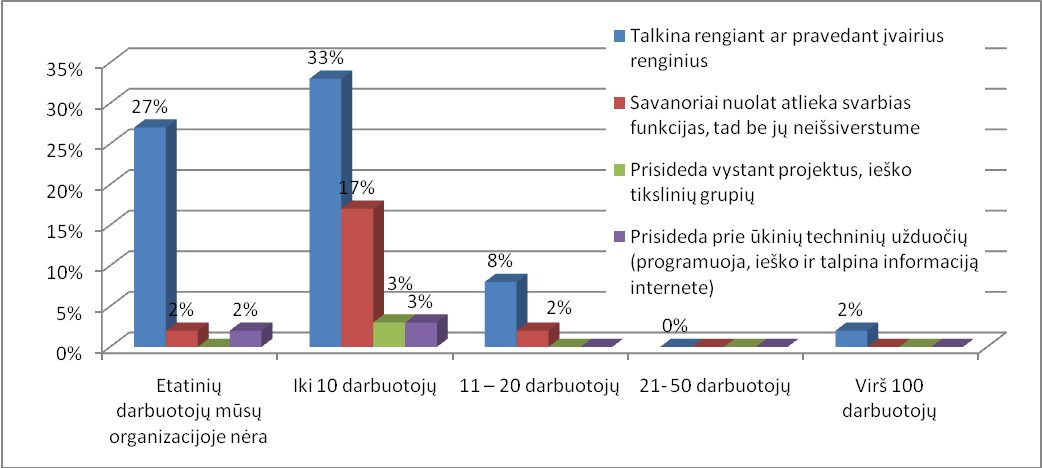 Talkina rengiant ar pravedant įvairius
renginius
Savanoriai nuolat atlieka svarbias
funkcijas, tad be jų neišsiverstume
Prisideda vystant projektus, ieško
tikslinių grupių
Prisideda prie ūkinių techninių užduočių
(programuoja, ieško ir talpina informaciją
internete)
35%
30%
25%
20%
15%
10%
5%
0%
27%
2%
2%
33%
17%
3%
3%
8%
2%
0%
2%
Etatinių
darbuotojų mūsų
organizacijoje nėra
Iki 10 darbuotojų
11 – 20 darbuotojų
21- 50 darbuotojų
Virš 100
darbuotojų